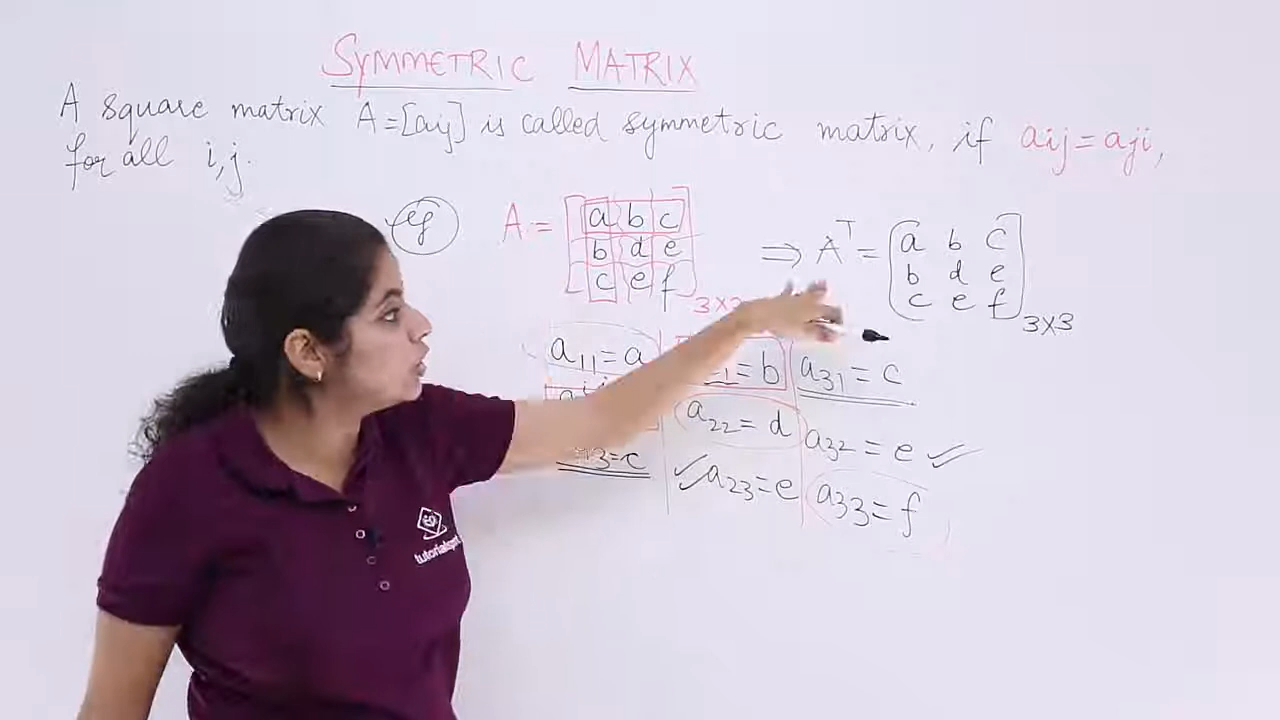 SYMMETRIC MATRIX
A square matrix A=[aij] is called symmetric matrix, if aij=aji,
for all i,j.
eg A = [a b c
b d e
c e f] 3×3
⇒ A^T = [a b c
b d e
c e f] 3×3
a11=a =b a31=c
a22=d a32=e ✓
13=c ✓a23=e a33=f